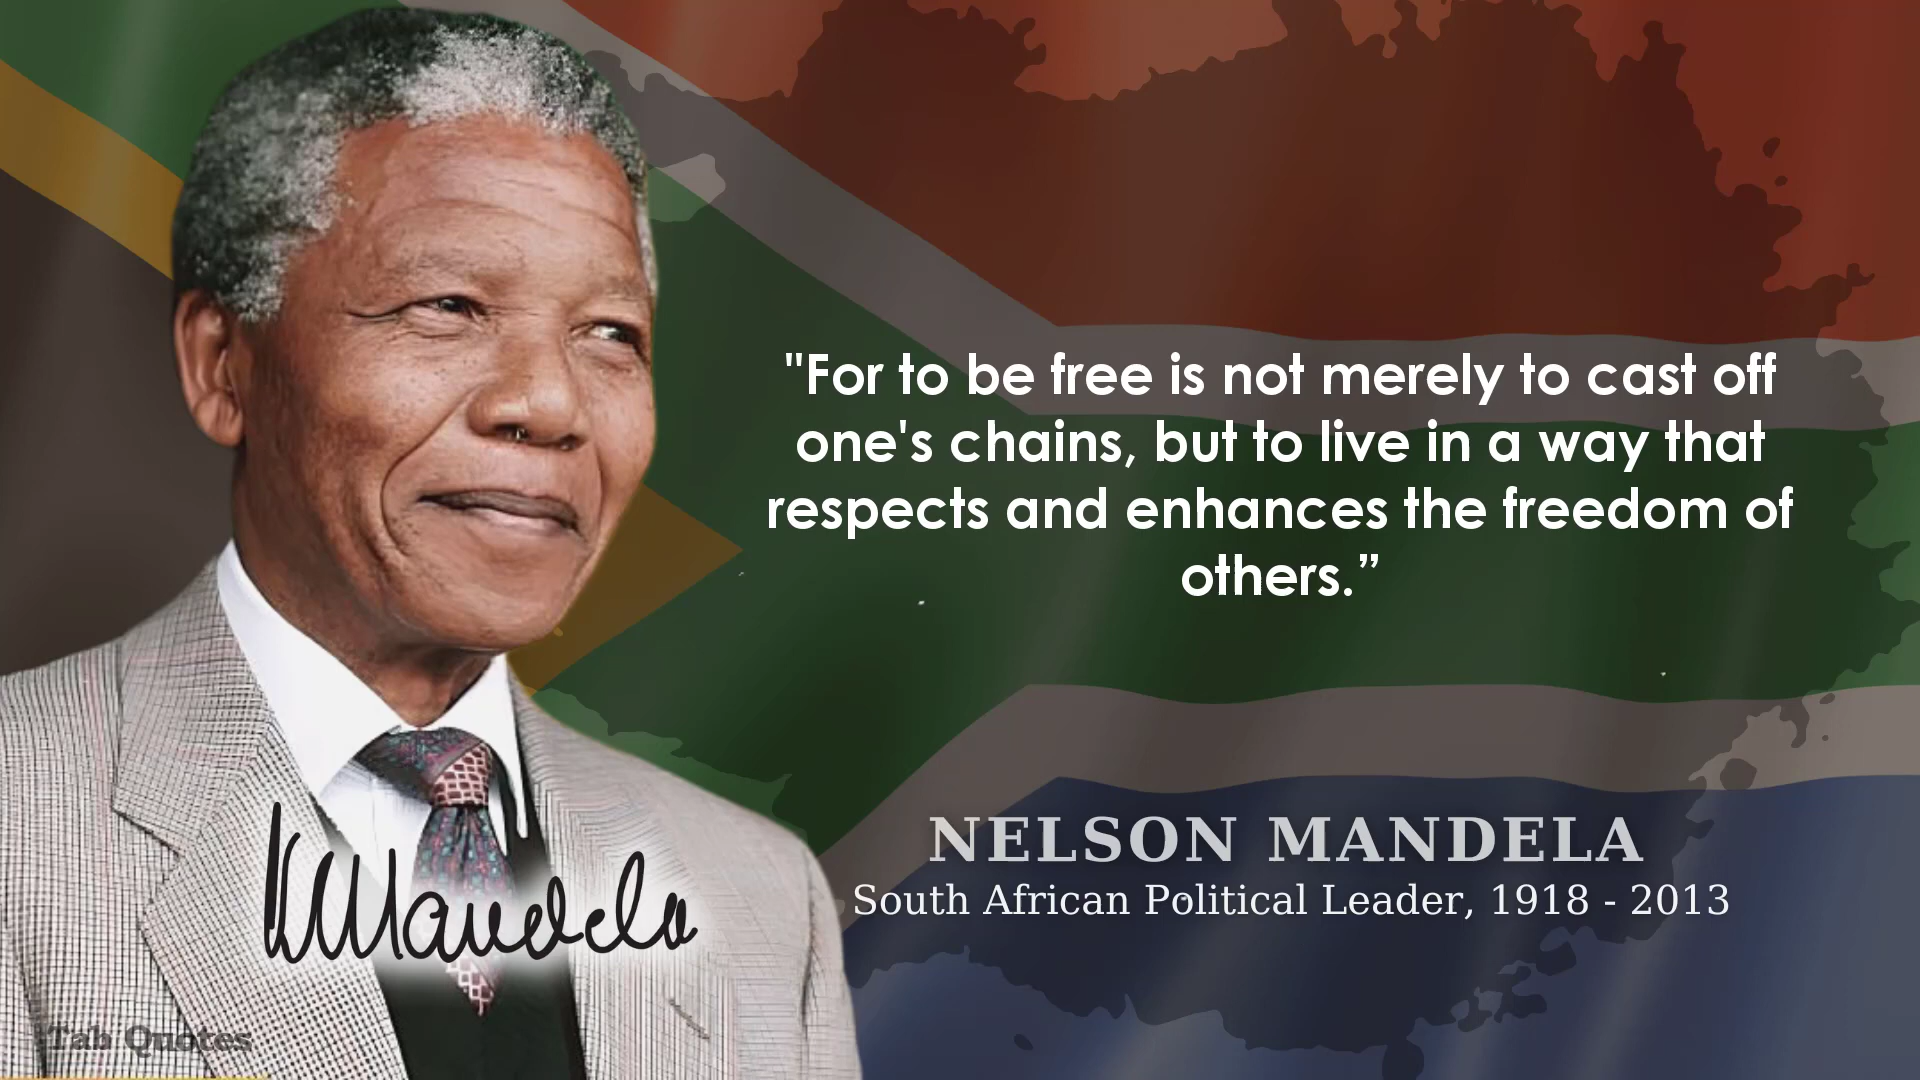 "For to be free is not merely to cast off
one's chains, but to live in a way that
respects and enhances the freedom of
others.”
NELSON MANDELA
South African Political Leader, 1918 - 2013
NMandela
Tab Quotes